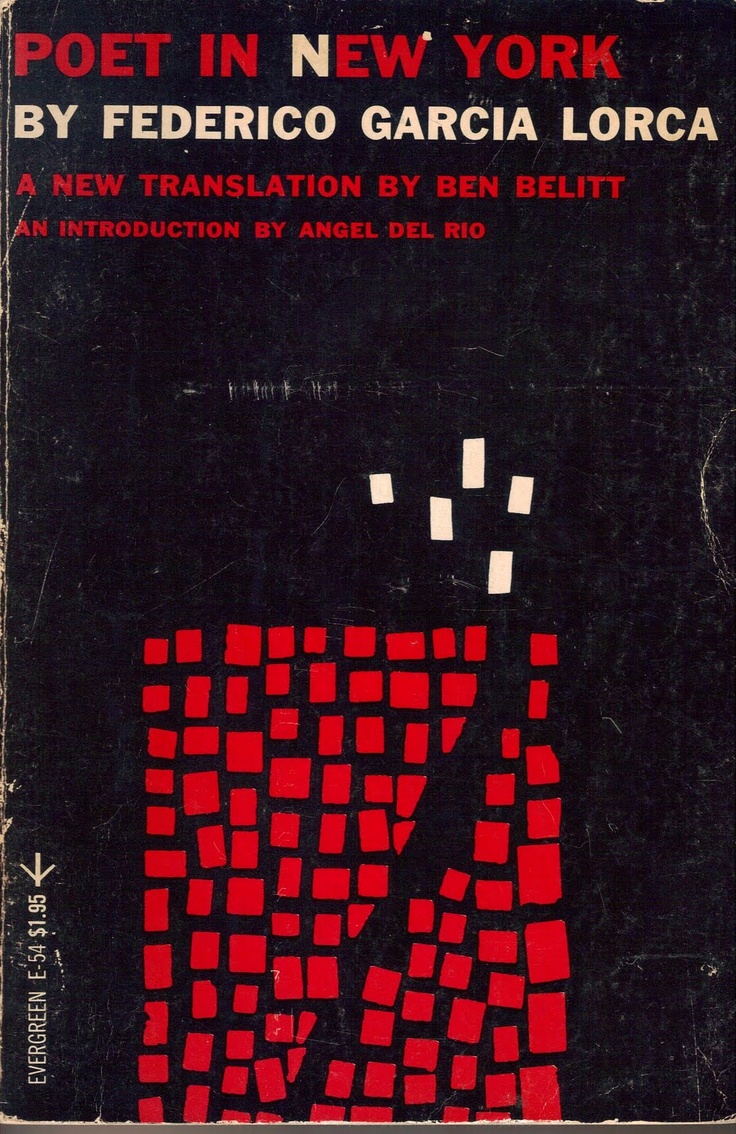 POET IN NEW YORK
BY FEDERICO GARCIA LORCA
A NEW TRANSLATION BY BEN BELITT
AN INTRODUCTION BY ANGEL DEL RIO
EVERGREEN E-54 $1.95